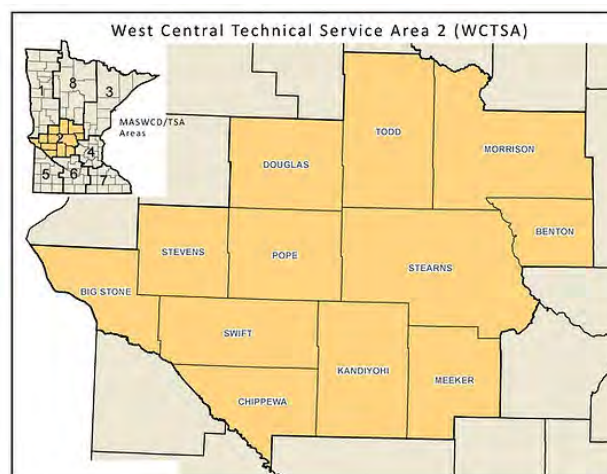 West Central Technical Service Area 2 (WCTSA)
1
8
3
MASWCD/TSA
Areas
2
4
5
6
7
TODD
MORRISON
DOUGLAS
BENTON
STEVENS
POPE
STEARNS
BIG STONE
SWIFT
KANDIYOHI
MEEKER
CHIPPEWA